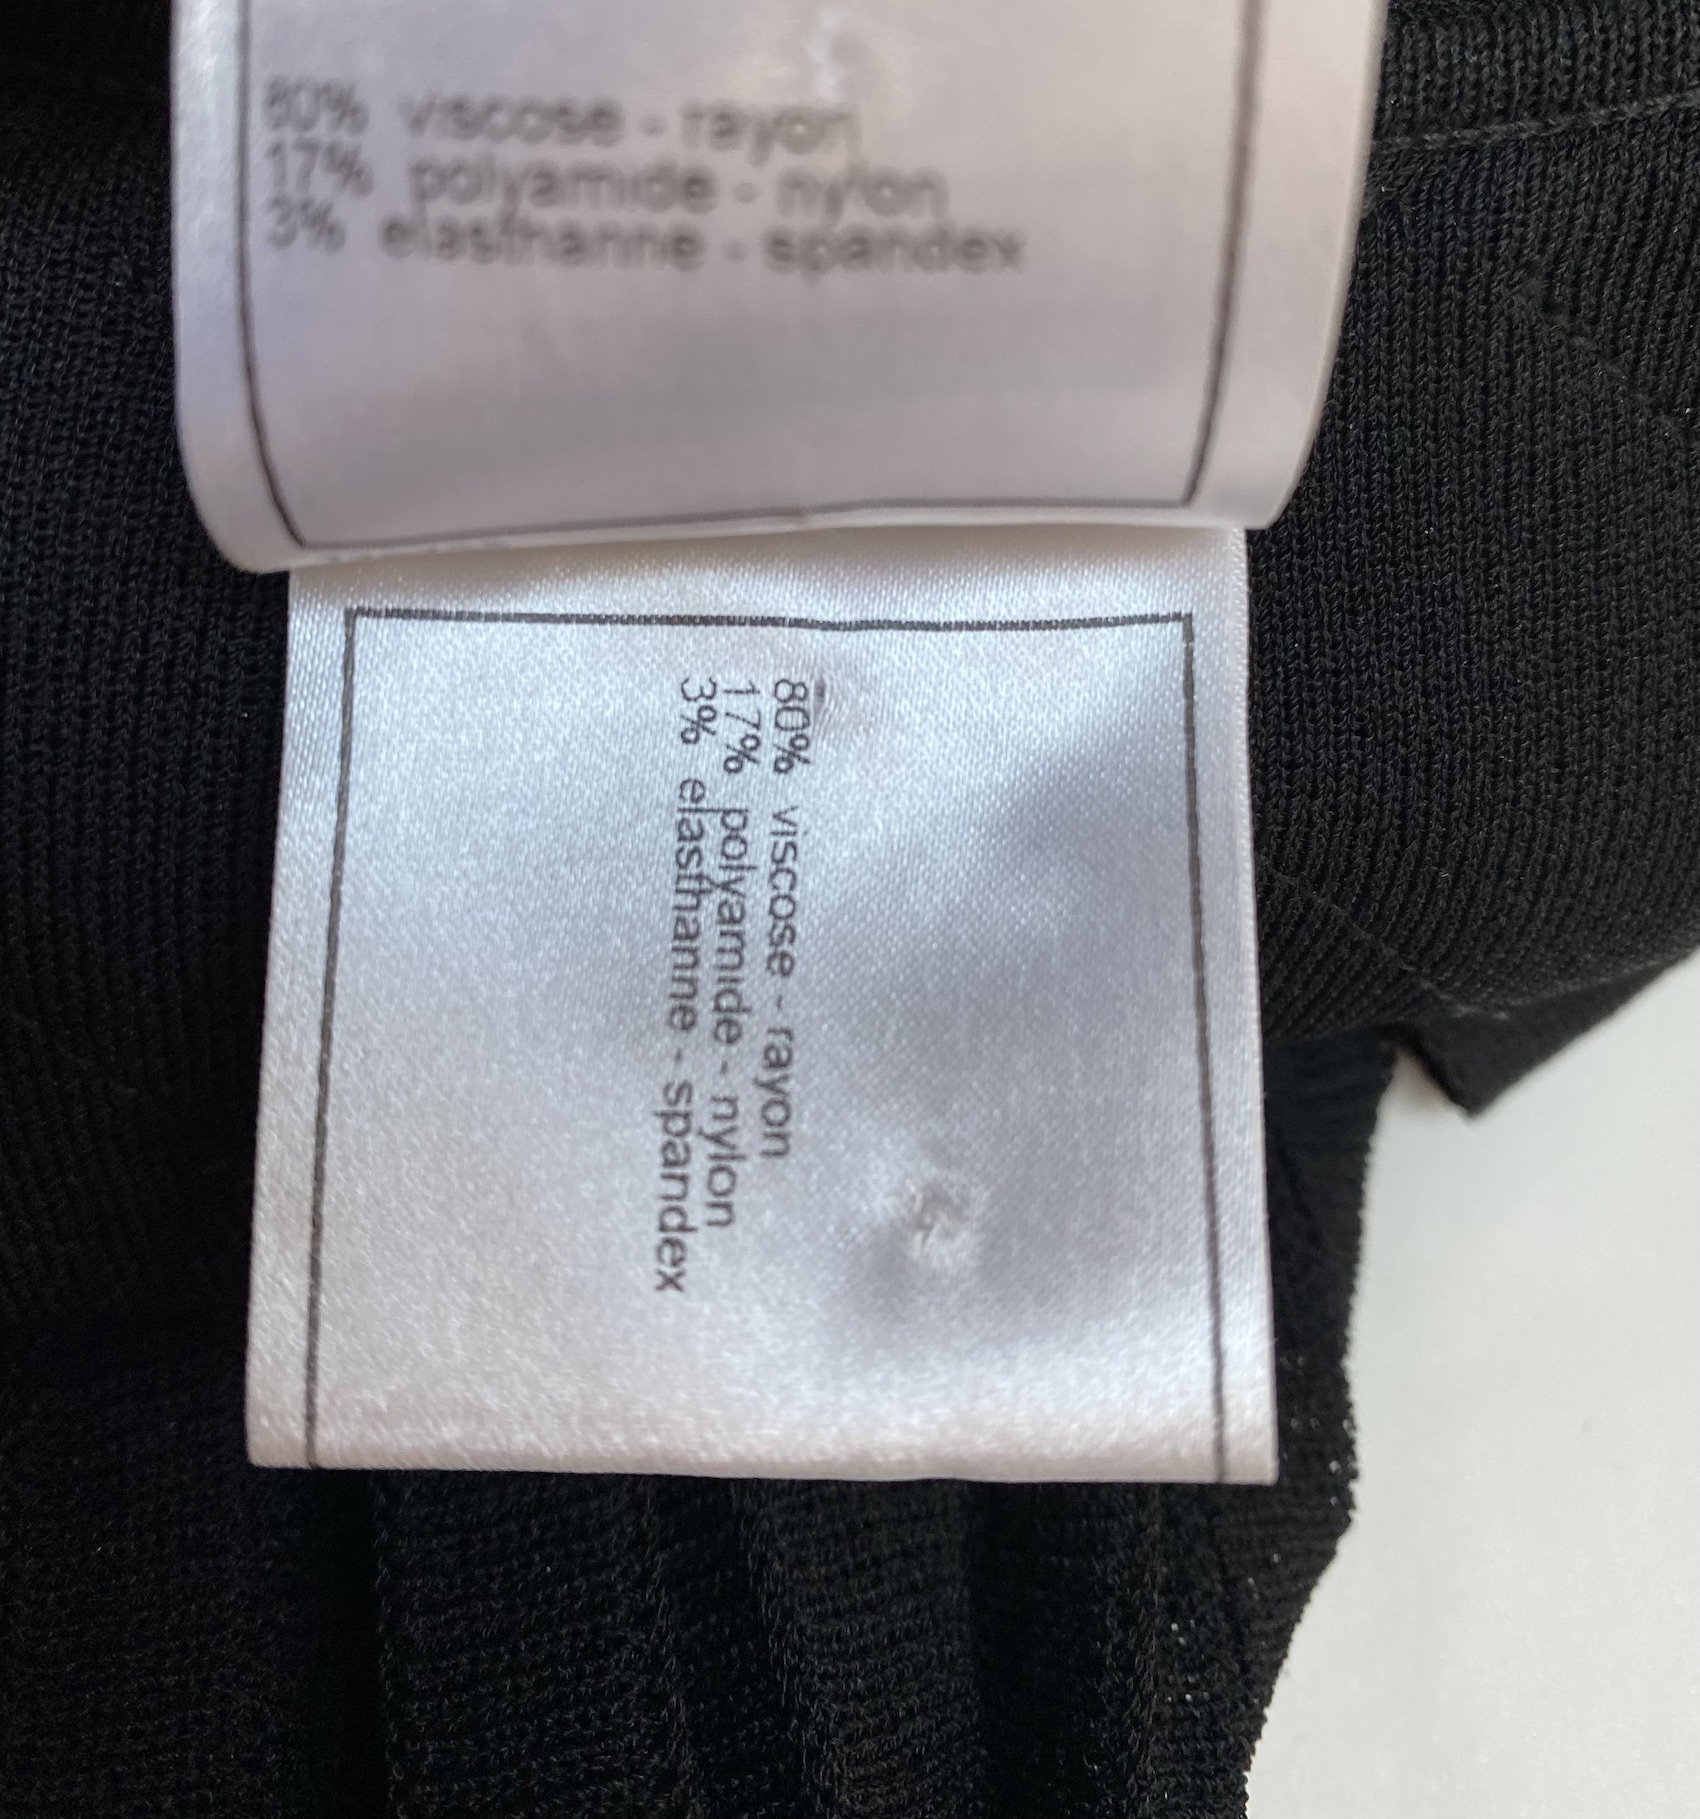 80% viscose - rayon
17% polyamide - nylon
3% elasthanne - spandex
80% viscose - rayon
17% polyamide - nylon
3% elasthanne - spandex